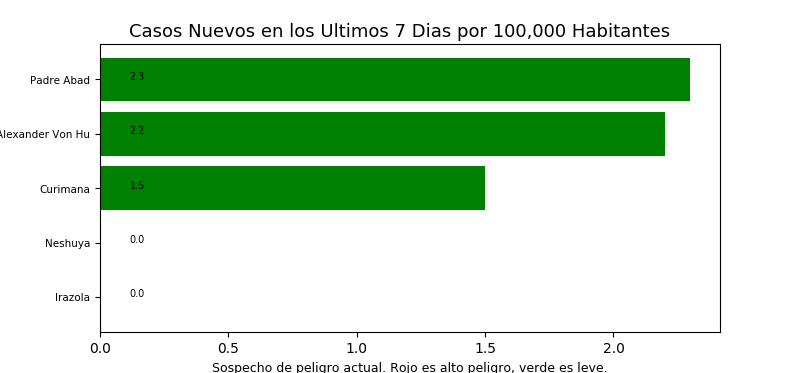 Casos Nuevos en los Ultimos 7 Dias por 100,000 Habitantes
Padre Abad 2.3
Alexander Von Hu 2.2
Curimana 1.5
Neshuya 0.0
Irazola 0.0
0.0 0.5 1.0 1.5 2.0
Sospecho de peligro actual. Rojo es alto peligro, verde es leve.